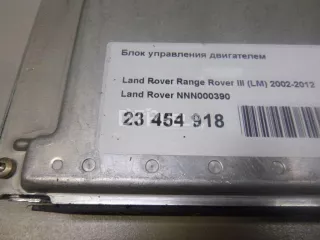 Блок управления двигателем
Land Rover Range Rover III (LM) 2002-2012
Land Rover NNN000390
23 454 918